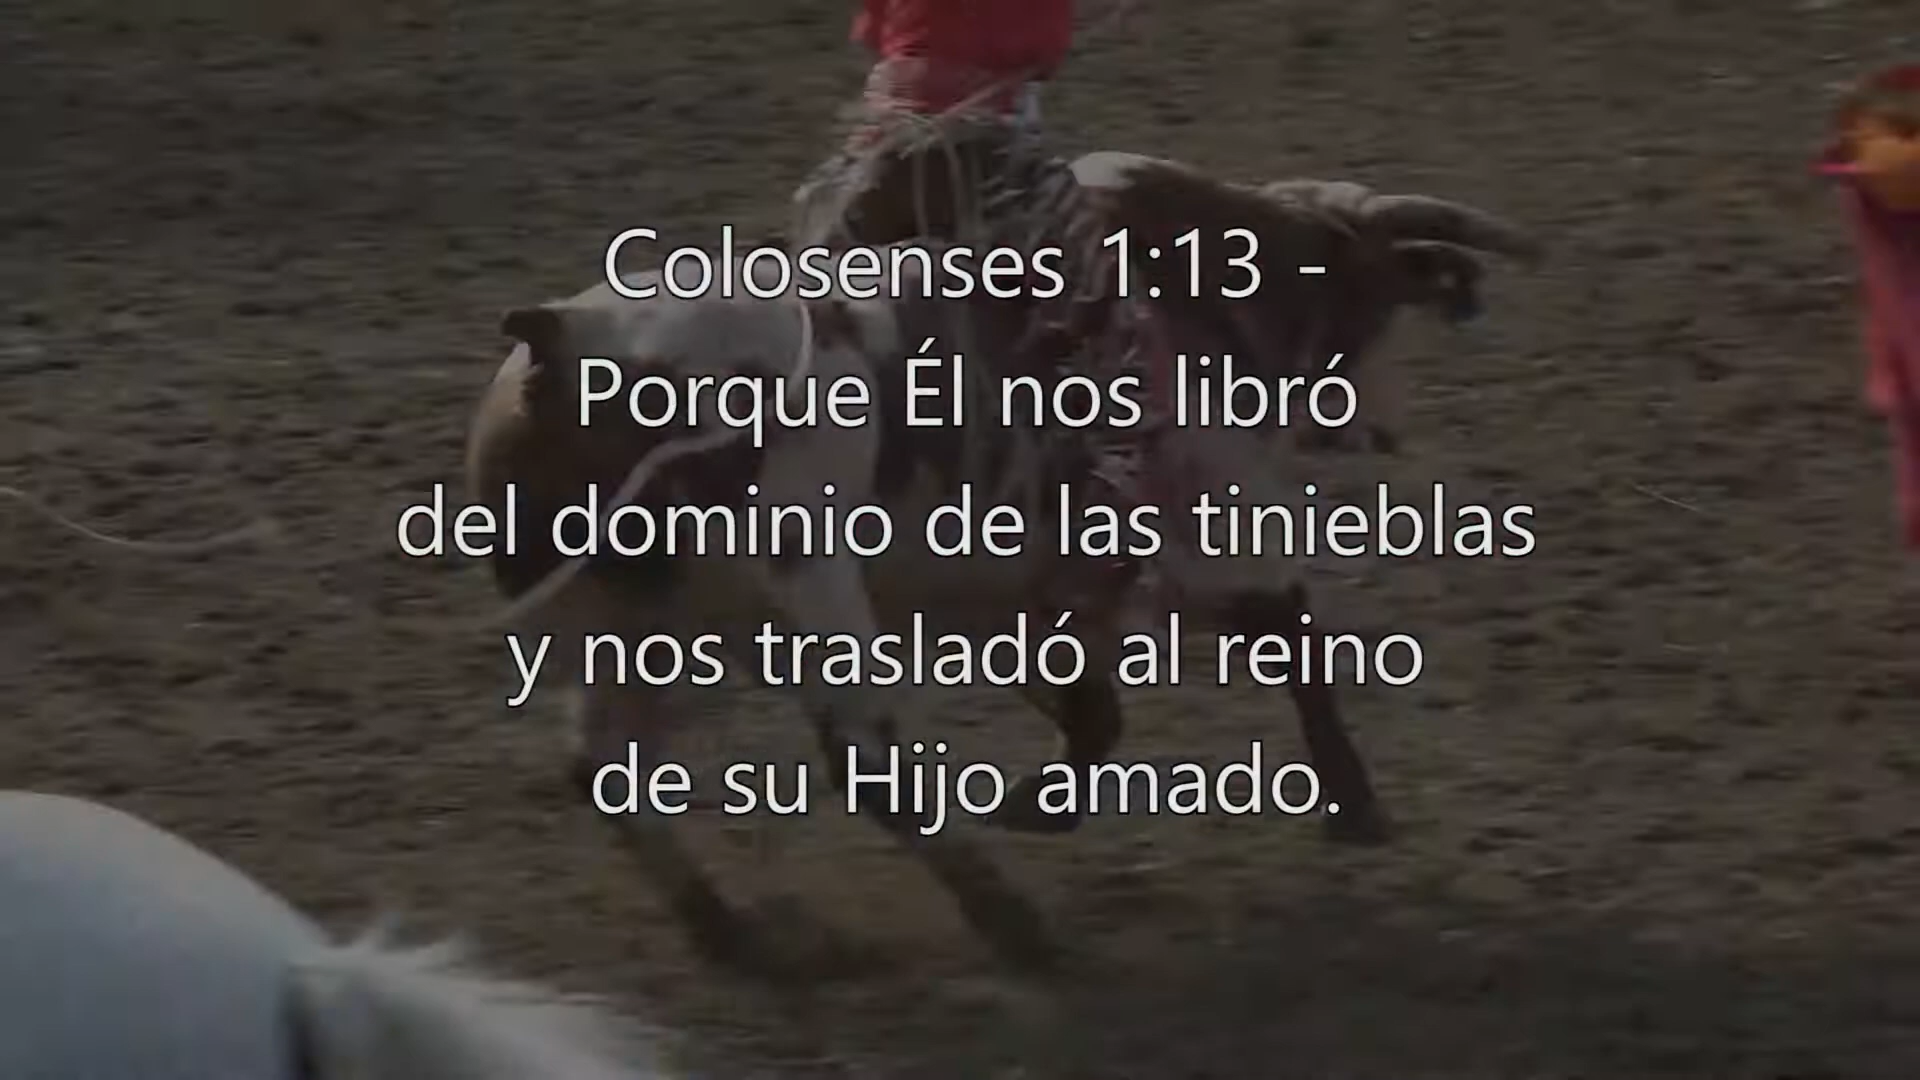 Colosenses 1:13 -
Porque Él nos libró
del dominio de las tinieblas
y nos trasladó al reino
de su Hijo amado.